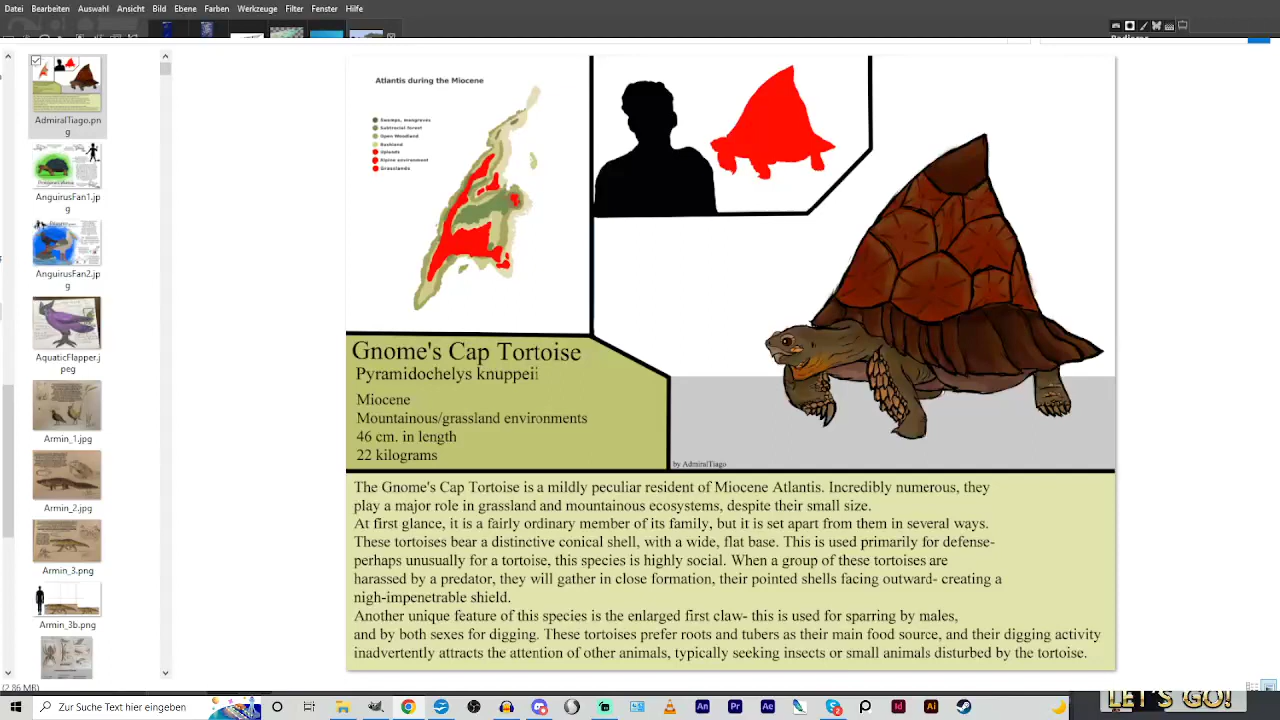 Datei Bearbeiten Auswahl Ansicht Bild Ebene Farben Werkzeuge Filter Fenster Hilfe
AdmiralTiago.pn
g
AnguirusFan1.jp
g
AnguirusFan2.jp
g
AquaticFlapper.j
peg
Armin_1.jpg
Armin_2.jpg
Armin_3.png
Armin_3b.png
Atlantis during the Miocene
Swamps, mangroves
Subtrocial forest
Open Woodland
Bushland
Uplands
Alpine environment
Grasslands
Gnome's Cap Tortoise
Pyramidochelys knuppeii
Miocene
Mountainous/grassland environments
46 cm. in length
22 kilograms
by AdmiralTiago
The Gnome's Cap Tortoise is a mildly peculiar resident of Miocene Atlantis. Incredibly numerous, they
play a major role in grassland and mountainous ecosystems, despite their small size.
At first glance, it is a fairly ordinary member of its family, but it is set apart from them in several ways.
These tortoises bear a distinctive conical shell, with a wide, flat base. This is used primarily for defense-
perhaps unusually for a tortoise, this species is highly social. When a group of these tortoises are
harassed by a predator, they will gather in close formation, their pointed shells facing outward- creating a
nigh-impenetrable shield.
Another unique feature of this species is the enlarged first claw- this is used for sparring by males,
and by both sexes for digging. These tortoises prefer roots and tubers as their main food source, and their digging activity
inadvertently attracts the attention of other animals, typically seeking insects or small animals disturbed by the tortoise.
(2,86 MB)
Zur Suche Text hier eingeben
An
Pr
Ae
Id
Ai